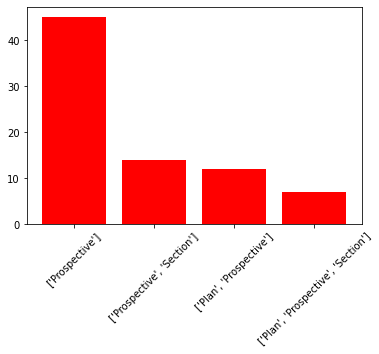 40
30
20
10
0
['Prospective']
['Prospective', 'Section']
['Plan', 'Prospective']
['Plan', 'Prospective', 'Section']